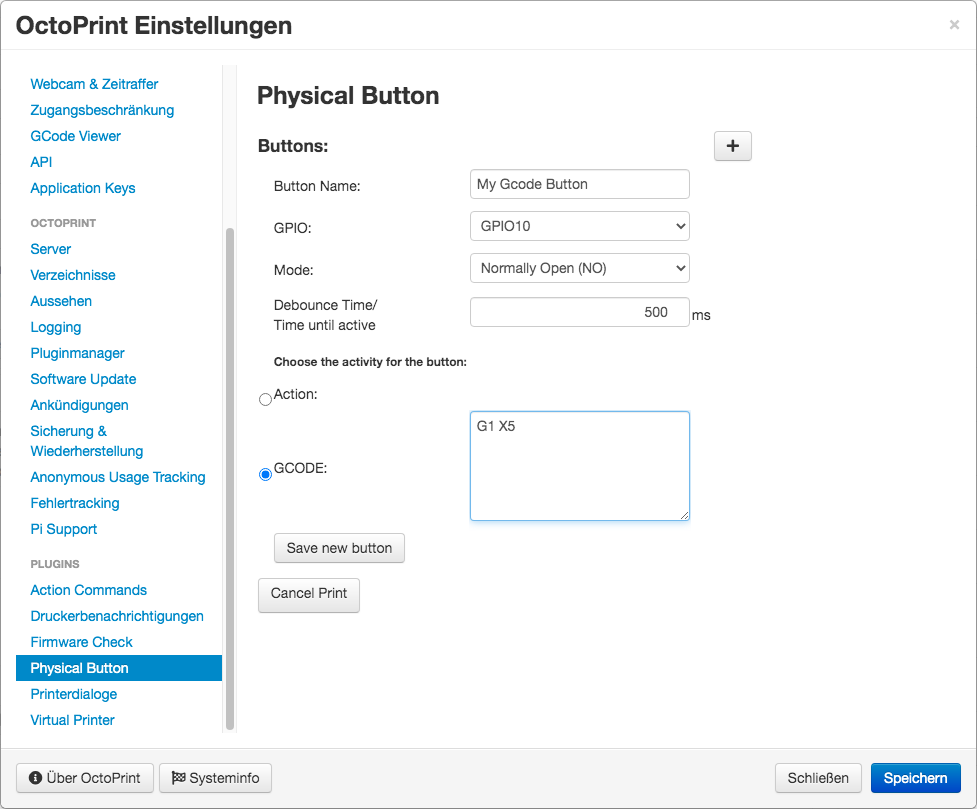 OctoPrint Einstellungen
×
Webcam & Zeitraffer
Zugangsbeschränkung
GCode Viewer
API
Application Keys
OCTOPRINT
Server
Verzeichnisse
Aussehen
Logging
Pluginmanager
Software Update
Ankündigungen
Sicherung &
Wiederherstellung
Anonymous Usage Tracking
Fehlertracking
Pi Support
PLUGINS
Action Commands
Druckerbenachrichtigungen
Firmware Check
Physical Button
Printerdialoge
Virtual Printer
Physical Button
Buttons:
+
Button Name:
My Gcode Button
GPIO:
GPIO10
Mode:
Normally Open (NO)
Debounce Time/
Time until active
500
ms
Choose the activity for the button:
Action:
GCODE:
G1 X5
Save new button
Cancel Print
Über OctoPrint
Systeminfo
Schließen
Speichern